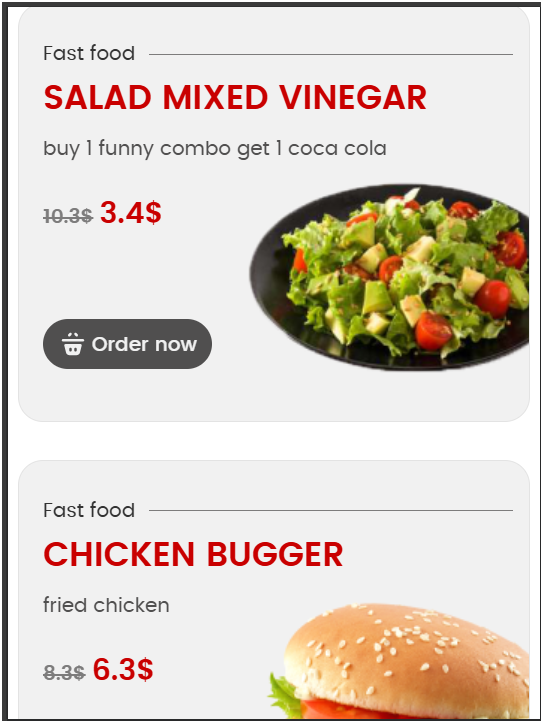 Fast food
SALAD MIXED VINEGAR
buy 1 funny combo get 1 coca cola
10.3$ 3.4$
Order now
Fast food
CHICKEN BUGGER
fried chicken
8.3$ 6.3$